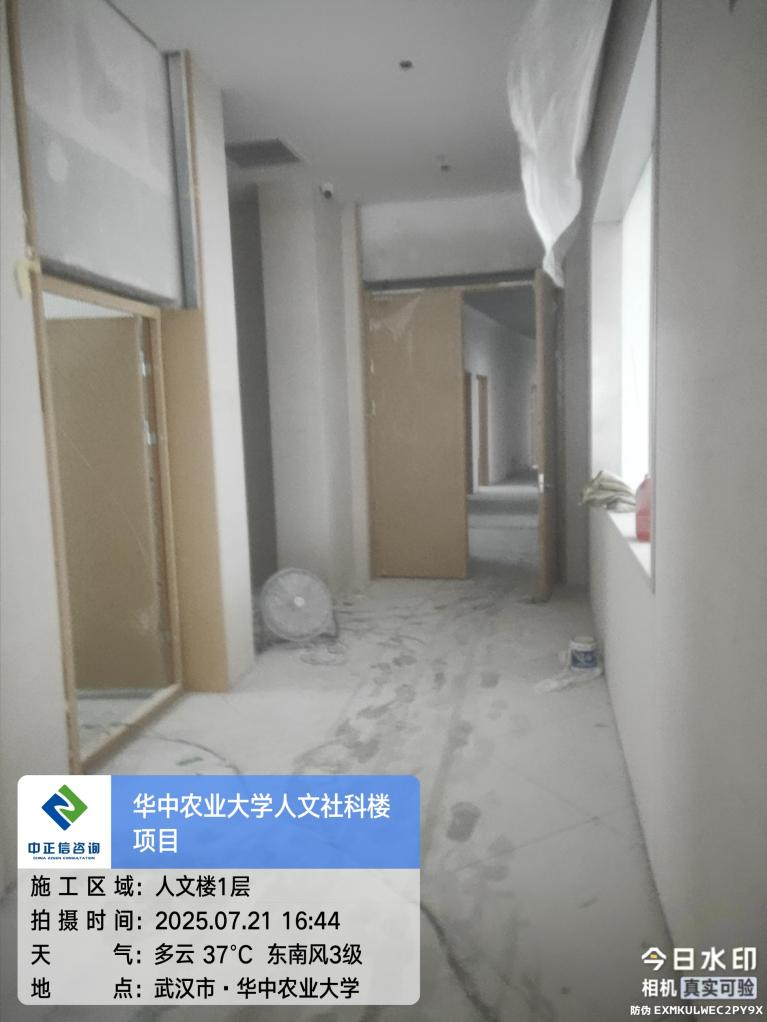 中正信咨询
CHINA ZOSEN CONSULTATION
华中农业大学人文社科楼
项目
施工区域：人文楼1层
拍摄时间：2025.07.21 16:44
天气：多云 37°C 东南风3级
地点：武汉市·华中农业大学
今日水印
相机 真实可验
防伪 EXMKULWEC2PY9X